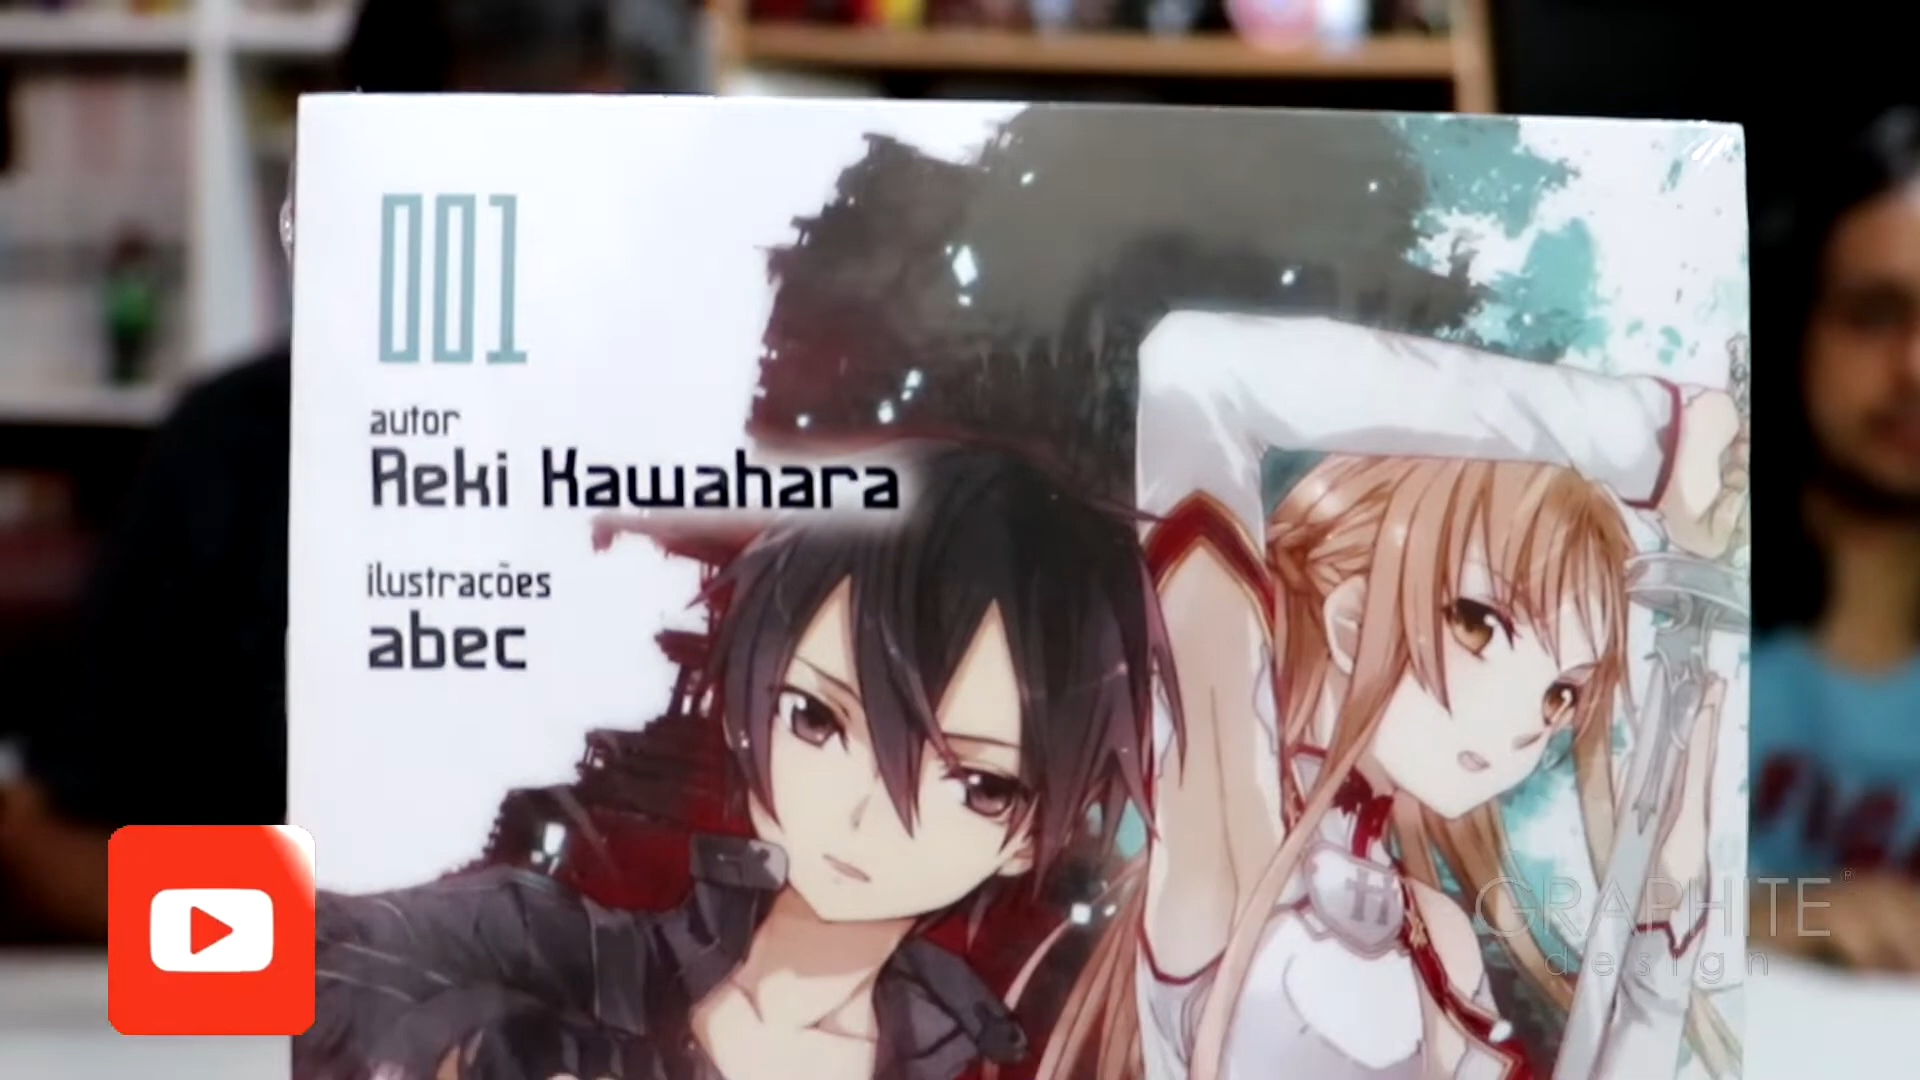 001
autor
Reki Kawahara
ilustrações
abec
H
GRAPHITE®
design